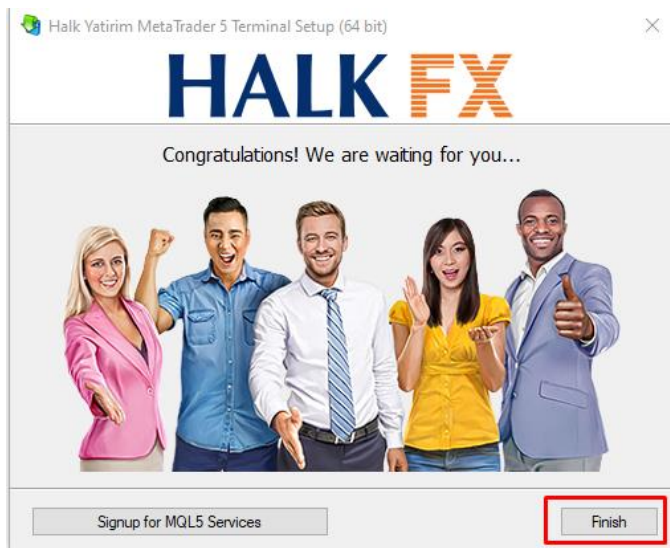 Halk Yatirim MetaTrader 5 Terminal Setup (64 bit)
HALK FX
Congratulations! We are waiting for you...
Signup for MQL5 Services
Finish